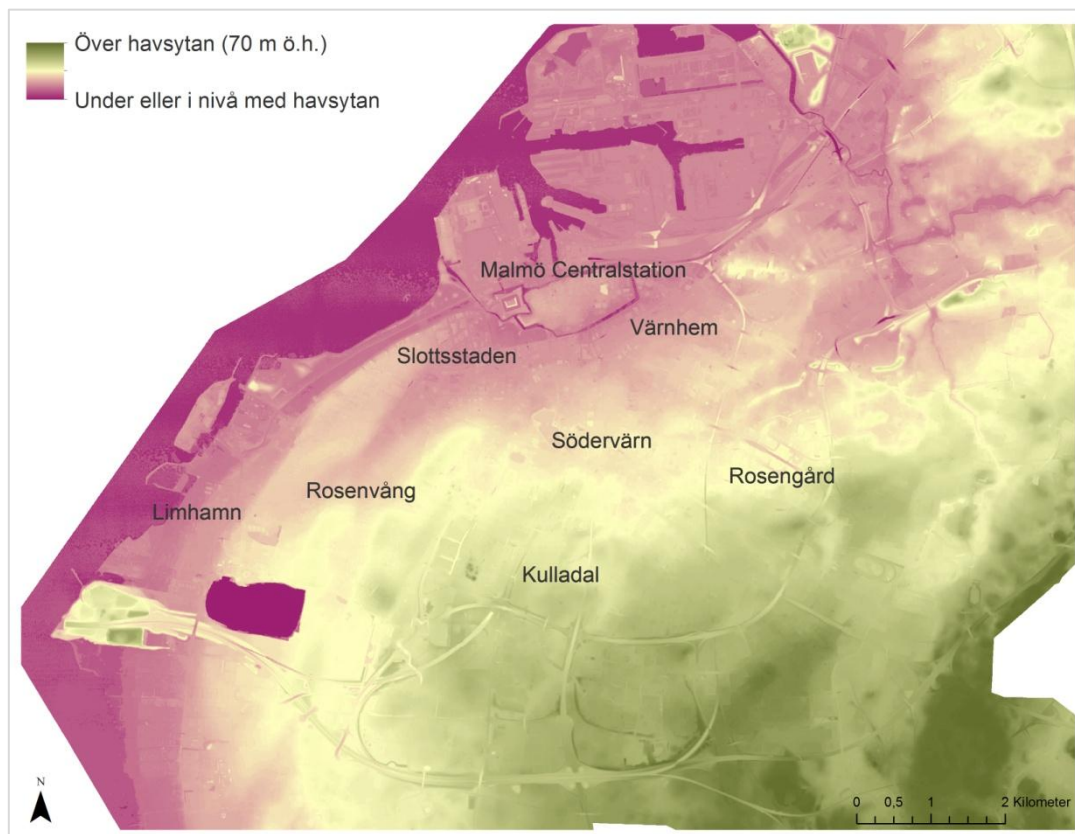 Över havsytan (70 m ö.h.)
Under eller i nivå med havsytan
Malmö Centralstation
Värnhem
Slottsstaden
Södervärn
Rosengård
Rosenvång
Limhamn
Kulladal
N
0 0,5 1 2 Kilometer